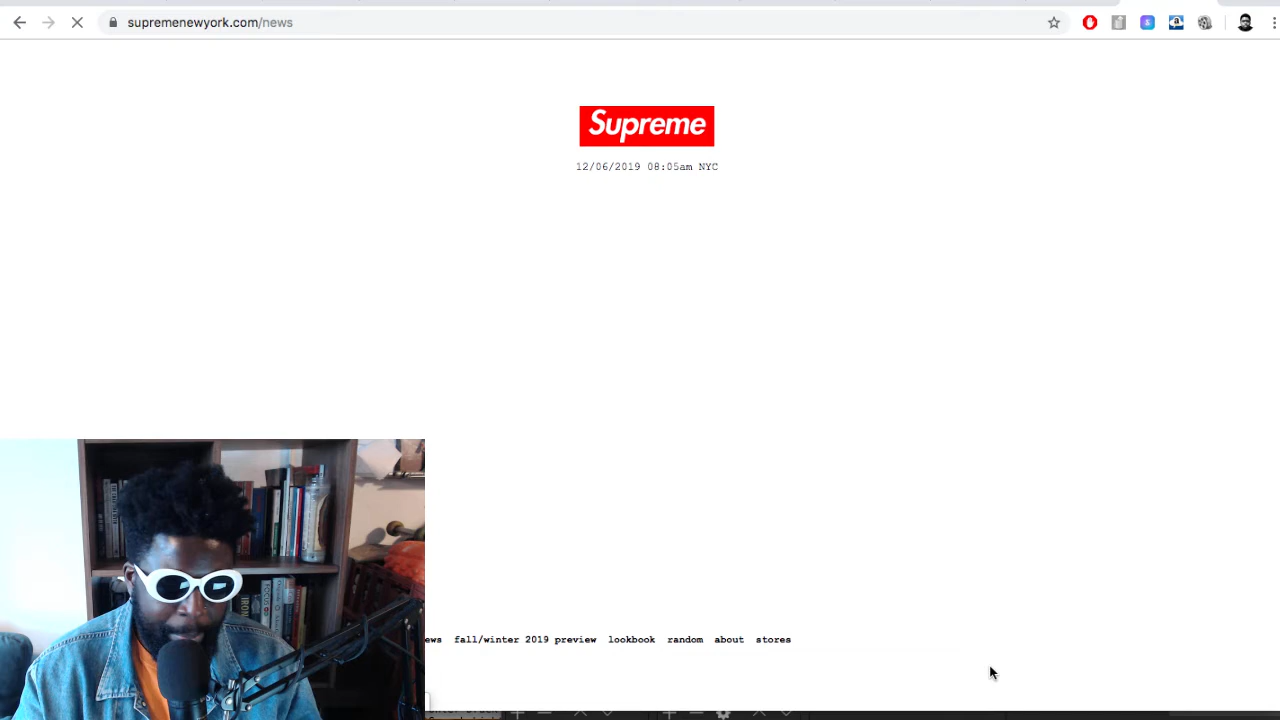 supremenewyork.com/news
Supreme
12/06/2019 08:05am NYC
ews fall/winter 2019 preview lookbook random about stores